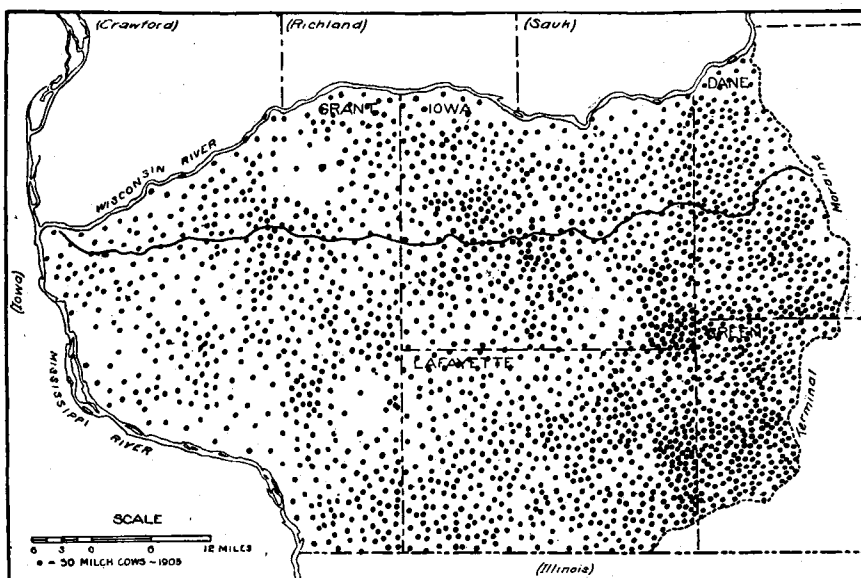 (Crawford)
(Richland)
(Sauk)
DANE
GRANT
IOWA
WISCONSIN RIVER
MORAINE
(Iowa)
GREEN
LAFAYETTE
MISSISSIPPI
RIVER
Terminal
SCALE
6 3 0 6 12 MILES
• - 50 MILCH COWS - 1905
(Illinois)